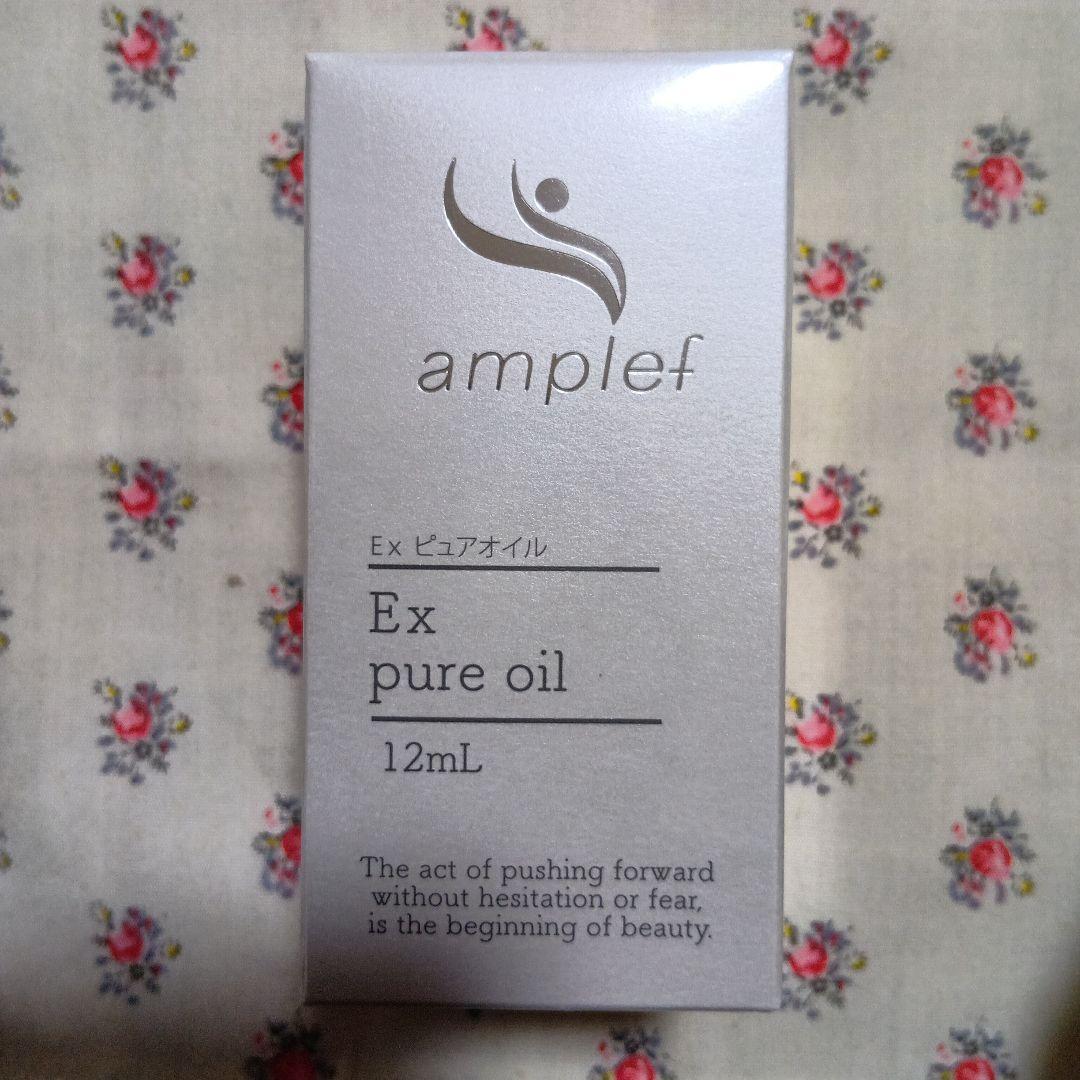 amplef
Ex ピュアオイル
Ex
pure oil
12mL
The act of pushing forward
without hesitation or fear,
is the beginning of beauty.